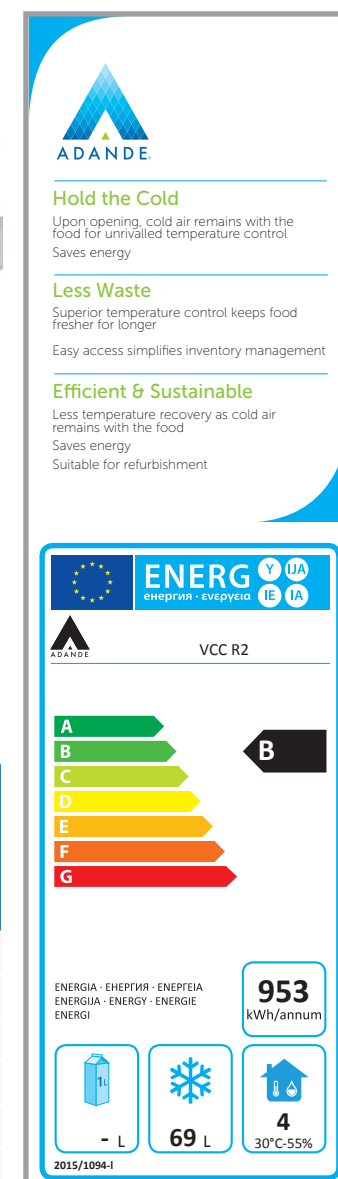 ADANDE®
Hold the Cold
Upon opening, cold air remains with the
food for unrivalled temperature control
Saves energy
Less Waste
Superior temperature control keeps food
fresher for longer
Easy access simplifies inventory management
Efficient & Sustainable
Less temperature recovery as cold air
remains with the food
Saves energy
Suitable for refurbishment
ENERG Y IJA
енергия · ενεργεια IE IA
ADANDE
VCC R2
A
B
B
C
D
E
F
G
ENERGIA · ЕНЕРГИЯ · ΕΝΕΡΓΕΙΑ
ENERGIJA · ENERGY · ENERGIE
ENERGI
953
kWh/annum
1L
- L
69 L
4
30°C-55%
2015/1094-I